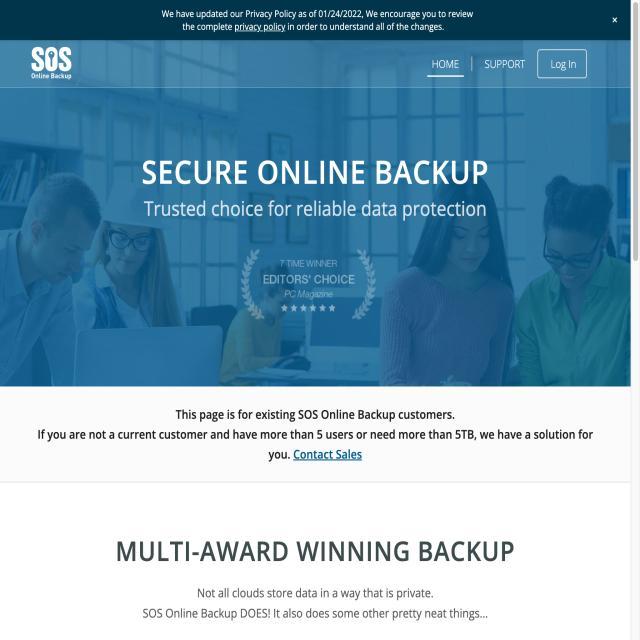 We have updated our Privacy Policy as of 01/24/2022, We encourage you to review
the complete privacy policy in order to understand all of the changes.
×
SOS
Online Backup
HOME
SUPPORT
Log In
SECURE ONLINE BACKUP
Trusted choice for reliable data protection
7 TIME WINNER
EDITORS' CHOICE
PC Magazine
This page is for existing SOS Online Backup customers.
If you are not a current customer and have more than 5 users or need more than 5TB, we have a solution for
you. Contact Sales
MULTI-AWARD WINNING BACKUP
Not all clouds store data in a way that is private.
SOS Online Backup DOES! It also does some other pretty neat things...